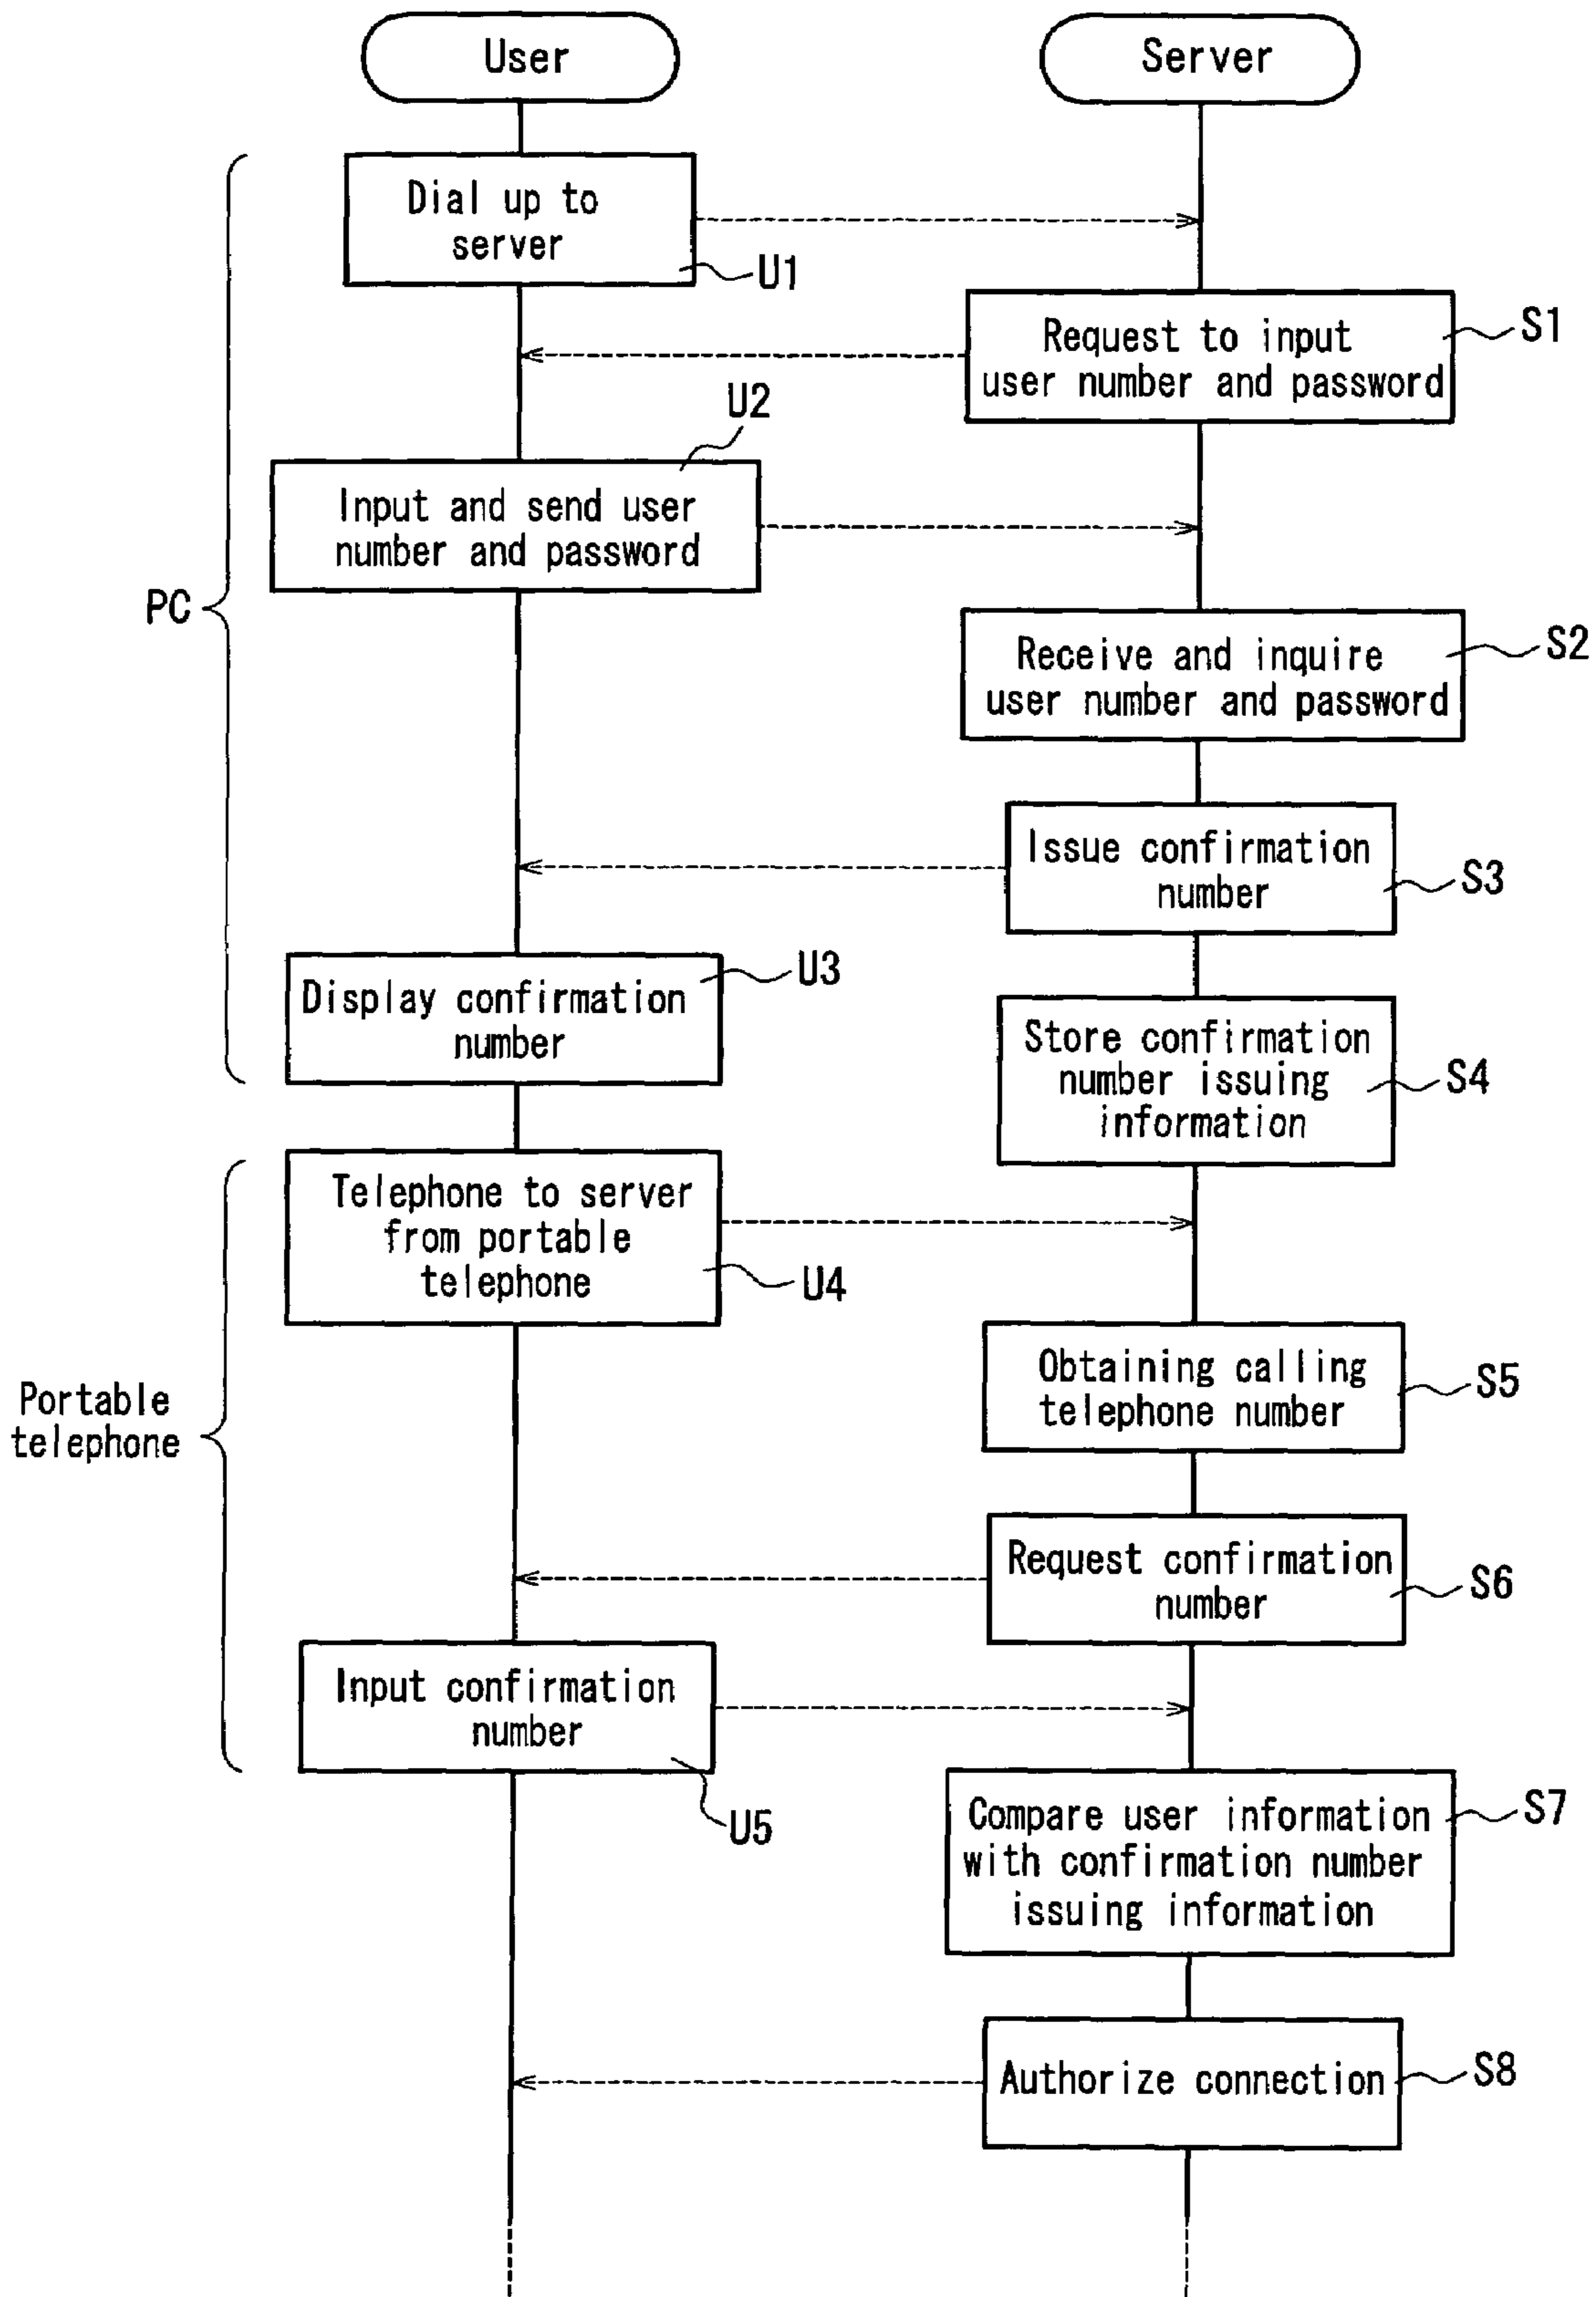 User
Server
Dial up to
server
U1
Request to input
user number and password
S1
U2
Input and send user
number and password
PC
Receive and inquire
user number and password
S2
Issue confirmation
number
S3
Display confirmation
number
U3
Store confirmation
number issuing
information
S4
Telephone to server
from portable
telephone
U4
Obtaining calling
telephone number
S5
Portable
telephone
Request confirmation
number
S6
Input confirmation
number
U5
Compare user information
with confirmation number
issuing information
S7
Authorize connection
S8